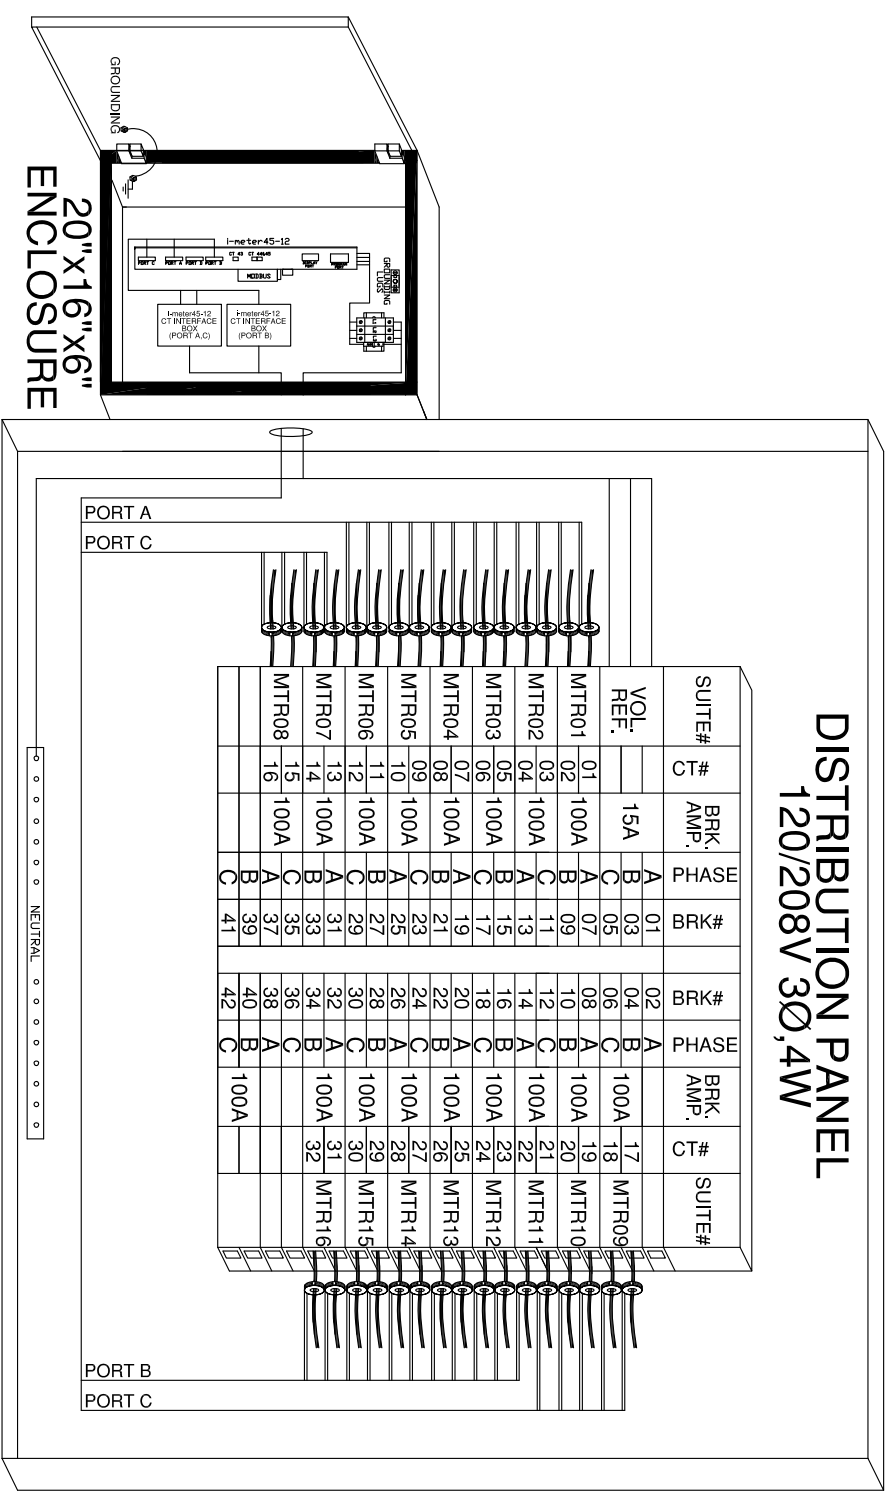 DISTRIBUTION PANEL
120/208V 3Ø,4W
SUITE# CT# BRK. AMP. PHASE BRK# BRK# PHASE BRK. AMP. CT# SUITE#
A 01 02 A
VOL. REF. 15A B 03 04 B 100A 17 MTR09
C 05 06 C 18
MTR01 01 100A A 07 08 A 100A 19 MTR10
02 B 09 10 B 20
MTR02 03 100A C 11 12 C 100A 21 MTR11
04 A 13 14 A 22
MTR03 05 100A B 15 16 B 100A 23 MTR12
06 C 17 18 C 24
MTR04 07 100A A 19 20 A 100A 25 MTR13
08 B 21 22 B 26
MTR05 09 100A C 23 24 C 100A 27 MTR14
10 A 25 26 A 28
MTR06 11 100A B 27 28 B 100A 29 MTR15
12 C 29 30 C 30
MTR07 13 100A A 31 32 A 100A 31 MTR16
14 B 33 34 B 32
MTR08 15 100A C 35 36 C
16 A 37 38 A
B 39 40 B 100A
C 41 42 C
PORT A
PORT C
PORT B
PORT C
NEUTRAL
GROUNDING
LUGS
L1
L2
L3
i-meter45-12
DISPLAY
PORT
CT 43
CT 44&45
MODBUS
PORT C
PORT A
PORT B
i-meter45-12
CT INTERFACE
BOX
(PORT B)
i-meter45-12
CT INTERFACE
BOX
(PORT A,C)
GROUNDING
20"x16"x6"
ENCLOSURE